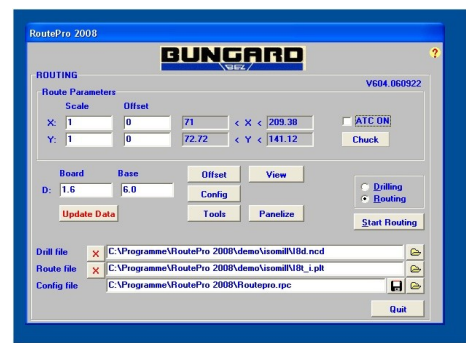 RoutePro 2008
BUNGARD
BEZ
?
ROUTING
V604.060922
Route Parameters
Scale Offset
X: 1 0 71 < X < 209.38 ATC ON
Y: 1 0 72.72 < Y < 141.12 Chuck
Board Base Offset View
D: 1.6 6.0 Config Drilling
Routing
Update Data Tools Panelize Start Routing
Drill file X C:\Programme\RoutePro 2008\demo\isomill\I8d.ncd
Route file X C:\Programme\RoutePro 2008\demo\isomill\I8t_i.plt
Config file C:\Programme\RoutePro 2008\Routepro.rpc
Quit